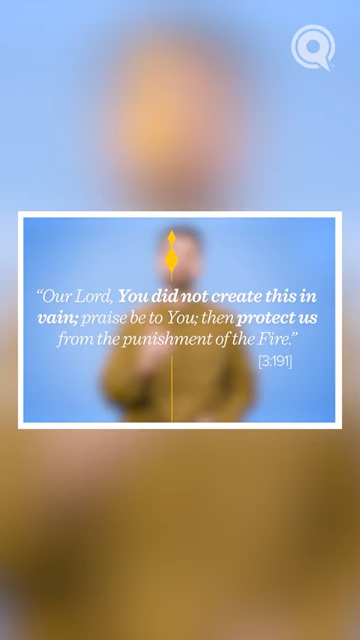 “Our Lord, You did not create this in
vain; praise be to You; then protect us
from the punishment of the Fire.”
[3:191]